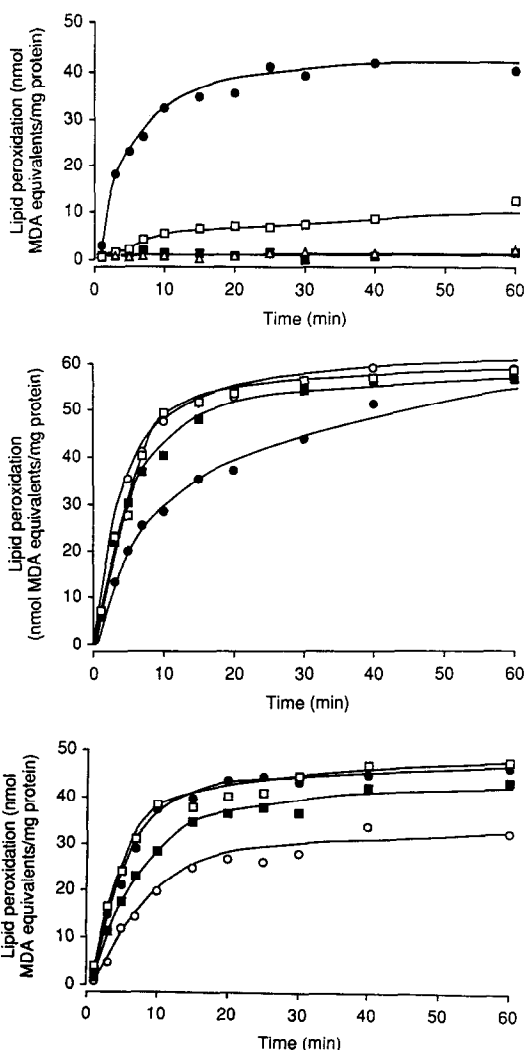 Lipid peroxidation (nmol
MDA equivalents/mg protein)
50
40
30
20
10
0
0 10 20 30 40 50 60
Time (min)
Lipid peroxidation
(nmol MDA equivalents/mg protein)
60
50
40
30
20
10
0
0 10 20 30 40 50 60
Time (min)
Lipid peroxidation (nmol
MDA equivalents/mg protein)
50
40
30
20
10
0
0 10 20 30 40 50 60
Time (min)